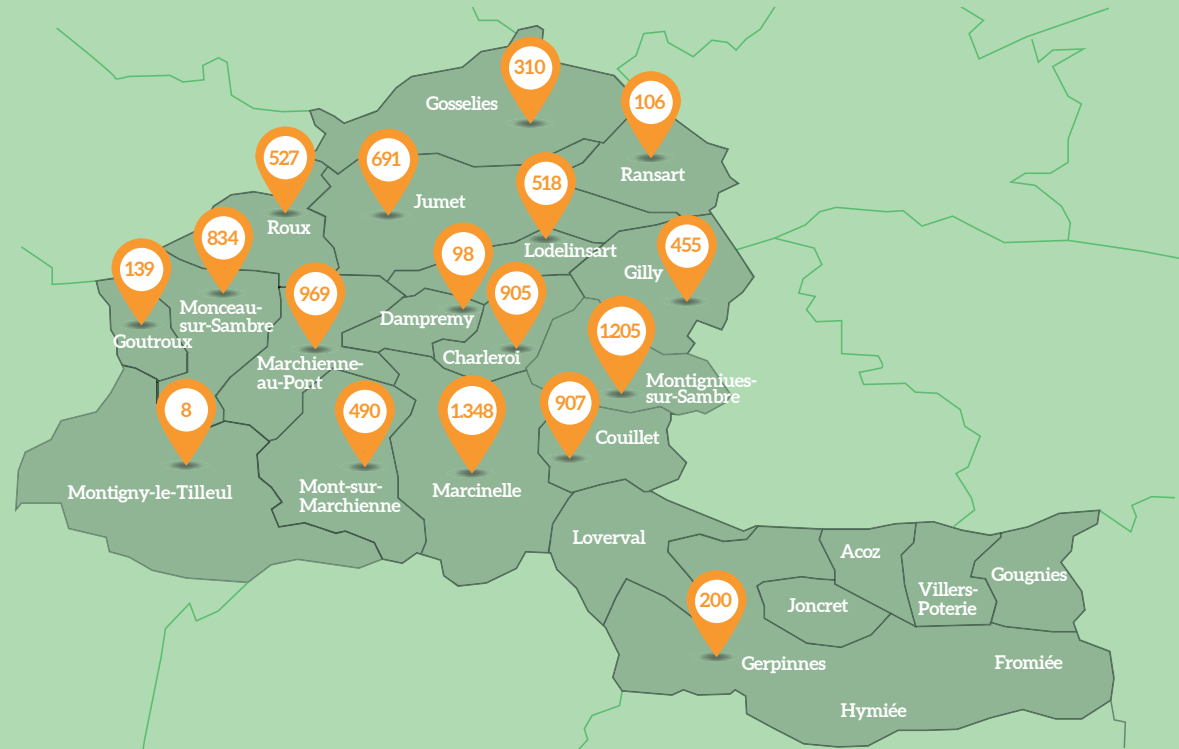 310
Gosselies
106
Ransart
527
Roux
691
Jumet
518
Lodelinsart
834
Monceau-
sur-Sambre
98
Dampremy
455
Gilly
139
Goutroux
969
Marchienne-
au-Pont
905
Charleroi
1205
Montigniues-
sur-Sambre
8
Montigny-le-Tilleul
490
Mont-sur-
Marchienne
1.348
Marcinelle
907
Couillet
Loverval
Acoz
Gougnies
Villers-
Poterie
Joncret
200
Gerpinnes
Fromiée
Hymiée